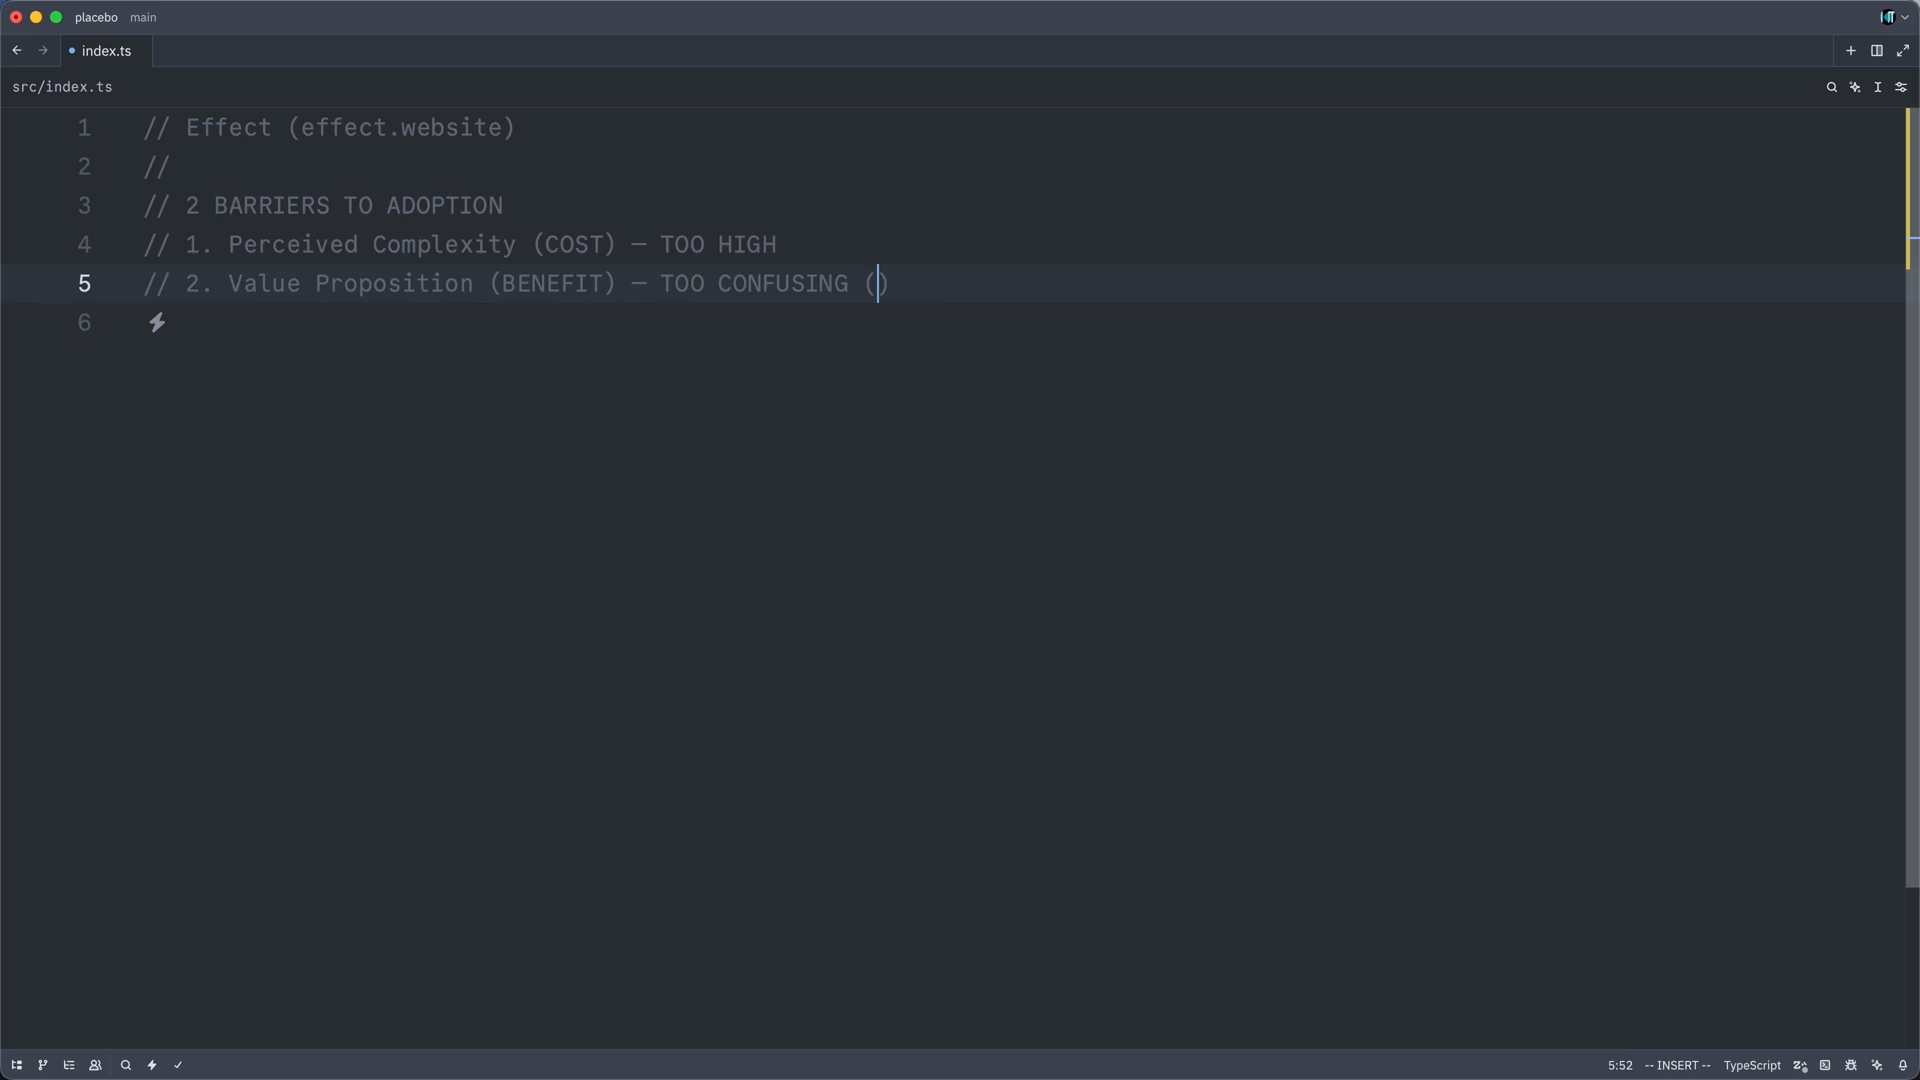 placebo main
index.ts
src/index.ts
1 // Effect (effect.website)
2 //
3 // 2 BARRIERS TO ADOPTION
4 // 1. Perceived Complexity (COST) — TOO HIGH
5 // 2. Value Proposition (BENEFIT) — TOO CONFUSING ()
6
5:52 -- INSERT -- TypeScript